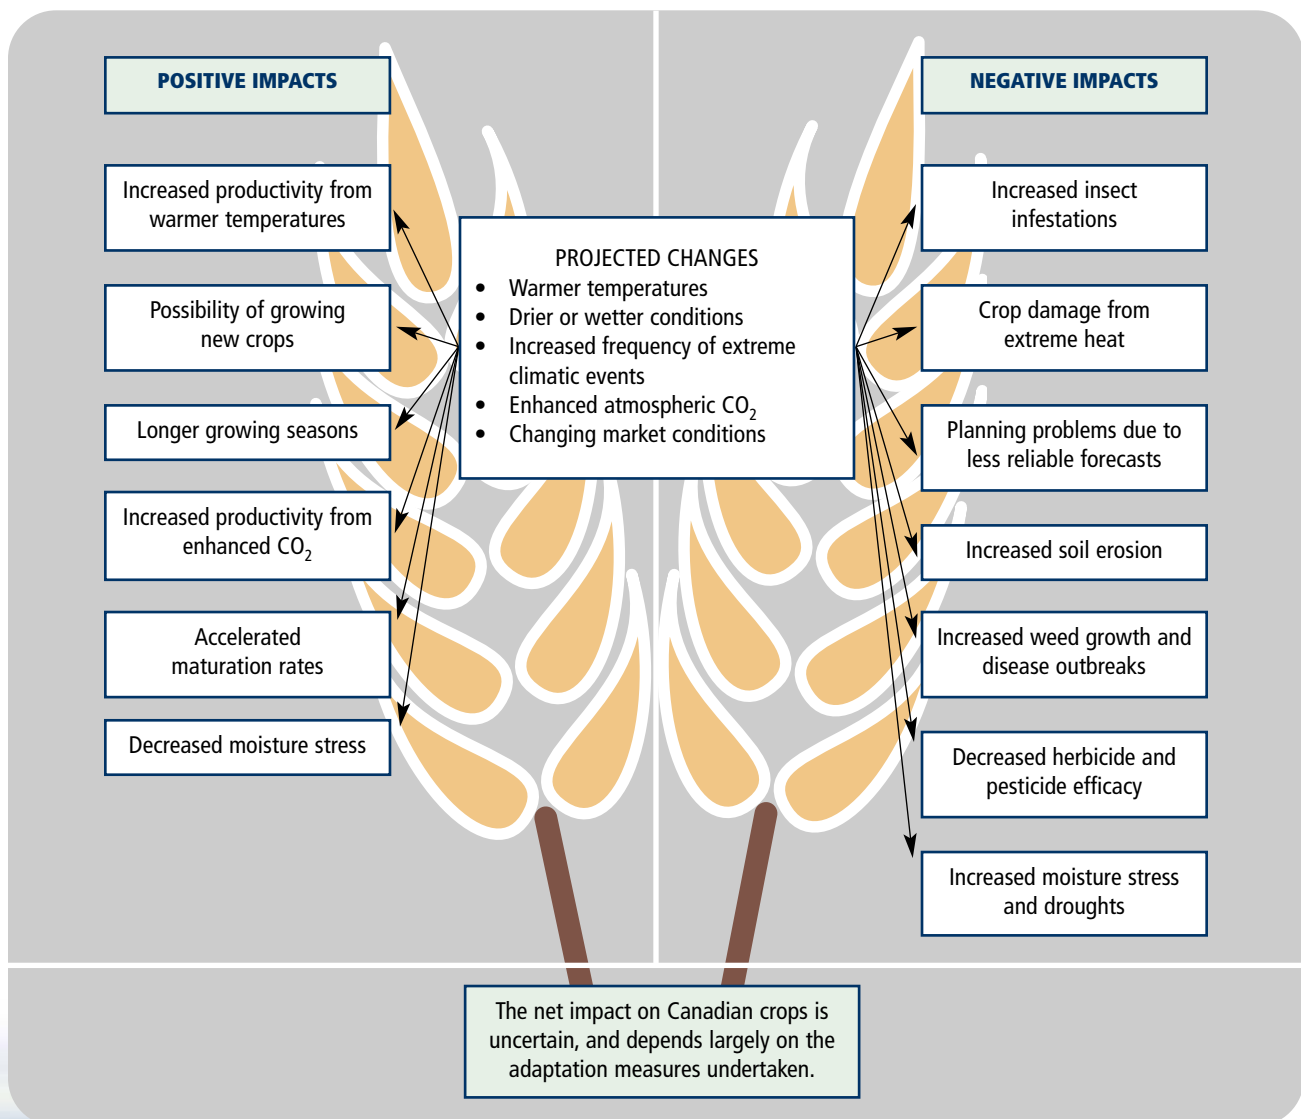 POSITIVE IMPACTS
Increased productivity from
warmer temperatures
Possibility of growing
new crops
Longer growing seasons
Increased productivity from
enhanced CO₂
Accelerated
maturation rates
Decreased moisture stress
PROJECTED CHANGES
• Warmer temperatures
• Drier or wetter conditions
• Increased frequency of extreme
climatic events
• Enhanced atmospheric CO₂
• Changing market conditions
NEGATIVE IMPACTS
Increased insect
infestations
Crop damage from
extreme heat
Planning problems due to
less reliable forecasts
Increased soil erosion
Increased weed growth and
disease outbreaks
Decreased herbicide and
pesticide efficacy
Increased moisture stress
and droughts
The net impact on Canadian crops is
uncertain, and depends largely on the
adaptation measures undertaken.